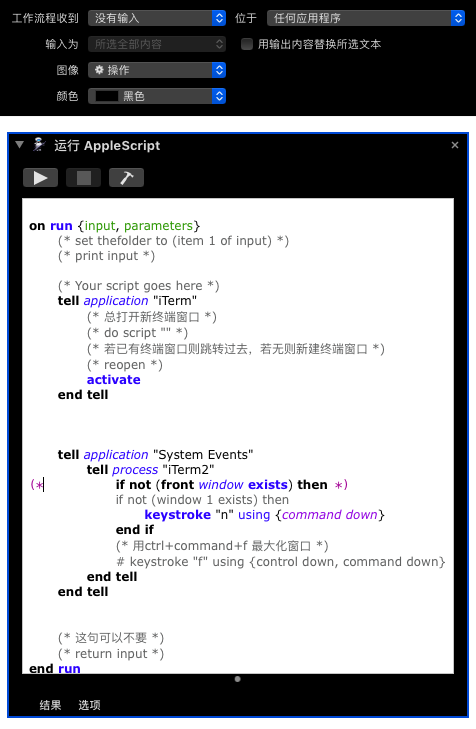 工作流程收到 没有输入 位于 任何应用程序
输入为 所选全部内容 用输出内容替换所选文本
图像 操作
颜色 黑色
运行 AppleScript
on run {input, parameters}
(* set thefolder to (item 1 of input) *)
(* print input *)
(* Your script goes here *)
tell application "iTerm"
(* 总打开新终端窗口 *)
(* do script "" *)
(* 若已有终端窗口则跳转过去，若无则新建终端窗口 *)
(* reopen *)
activate
end tell
tell application "System Events"
tell process "iTerm2"
(* if not (front window exists) then *)
if not (window 1 exists) then
keystroke "n" using {command down}
end if
(* 用ctrl+command+f 最大化窗口 *)
# keystroke "f" using {control down, command down}
end tell
end tell
(* 这句可以不要 *)
(* return input *)
end run
结果 选项